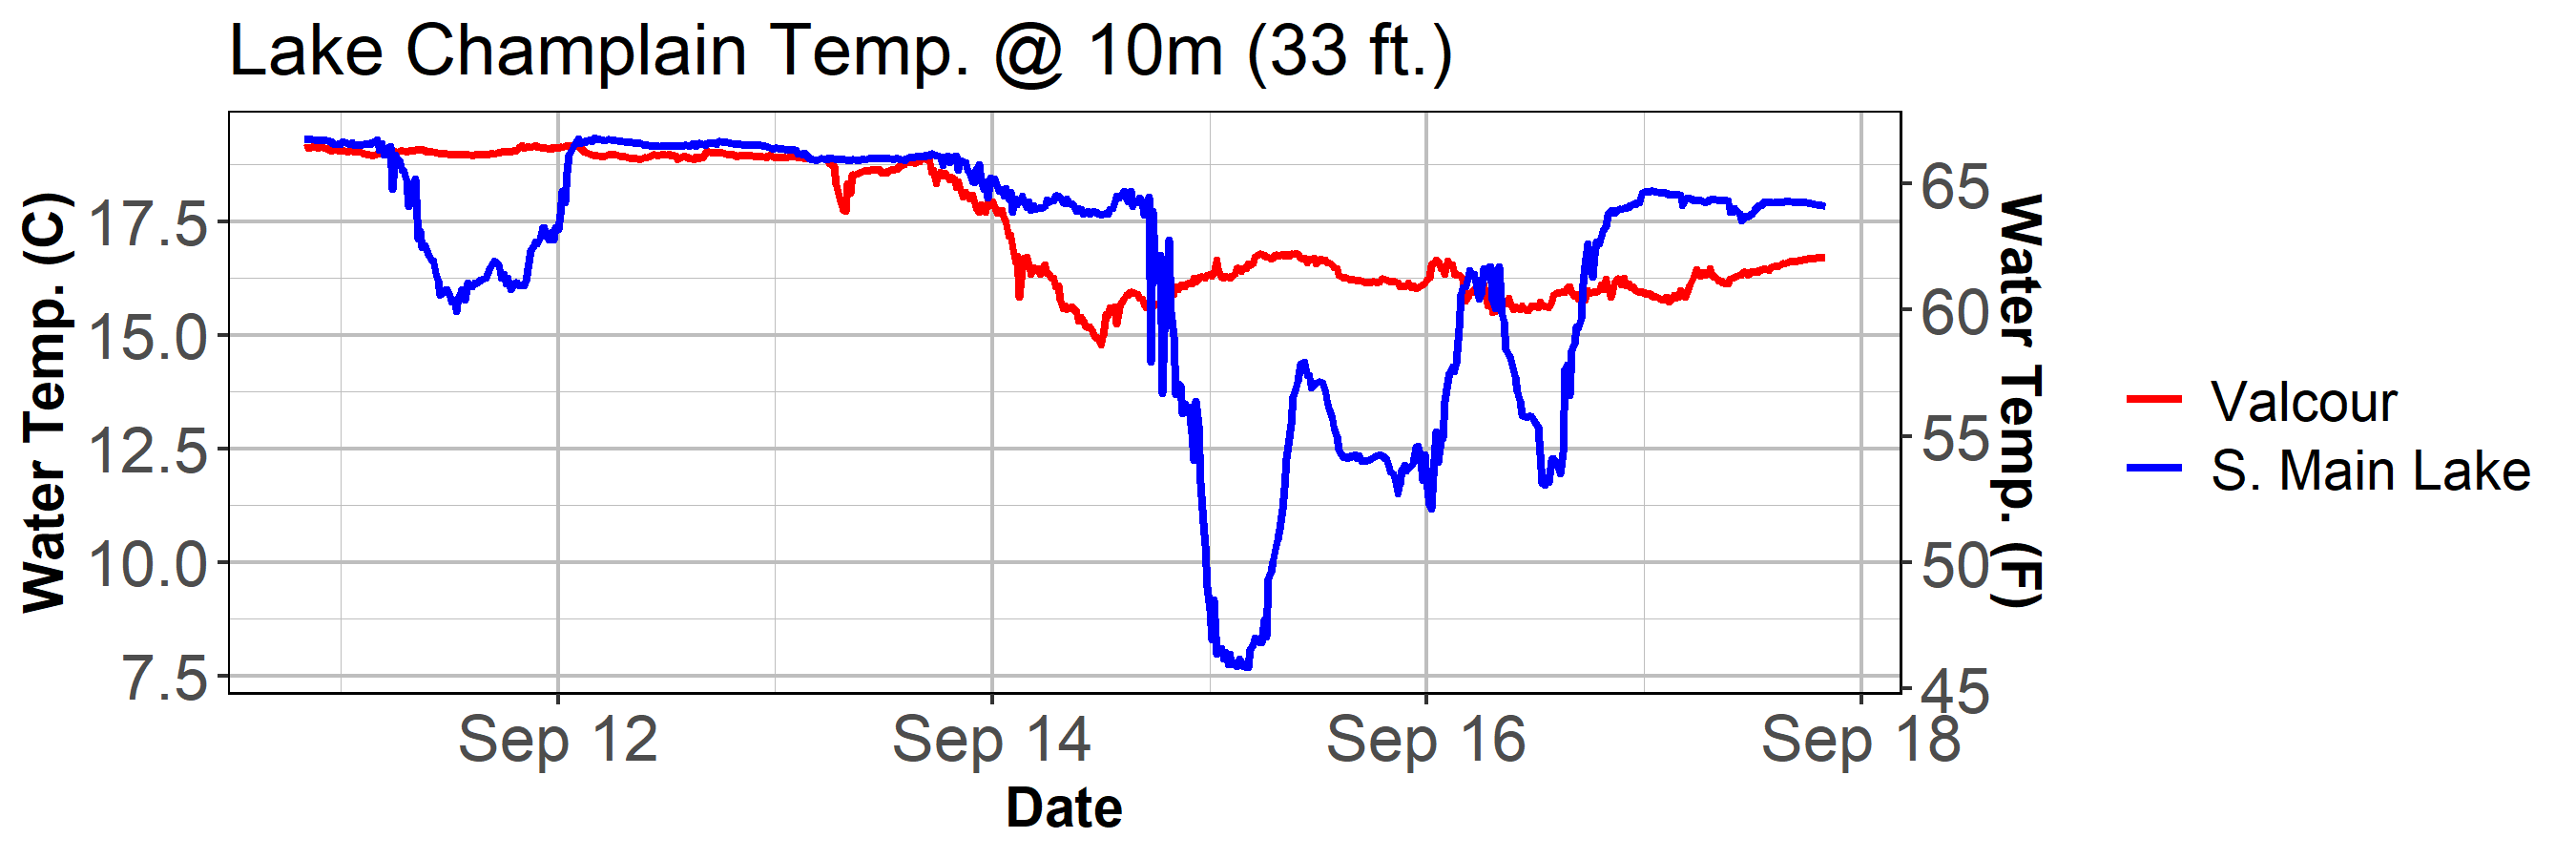 Lake Champlain Temp. @ 10m (33 ft.)
Water Temp. (C)
17.5
15.0
12.5
10.0
7.5
65
60
55
50
45
Water Temp. (F)
Sep 12
Sep 14
Sep 16
Sep 18
Date
Valcour
S. Main Lake